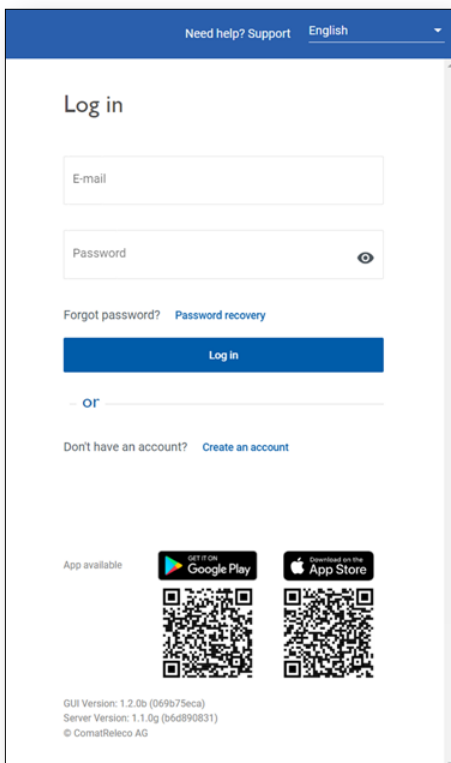 Need help? Support English
Log in
E-mail
Password
Forgot password? Password recovery
Log in
or
Don't have an account? Create an account
App available
GET IT ON
Google Play
Download on the
App Store
GUI Version: 1.2.0b (069b75eca)
Server Version: 1.1.0g (b6d890831)
© ComatReleco AG